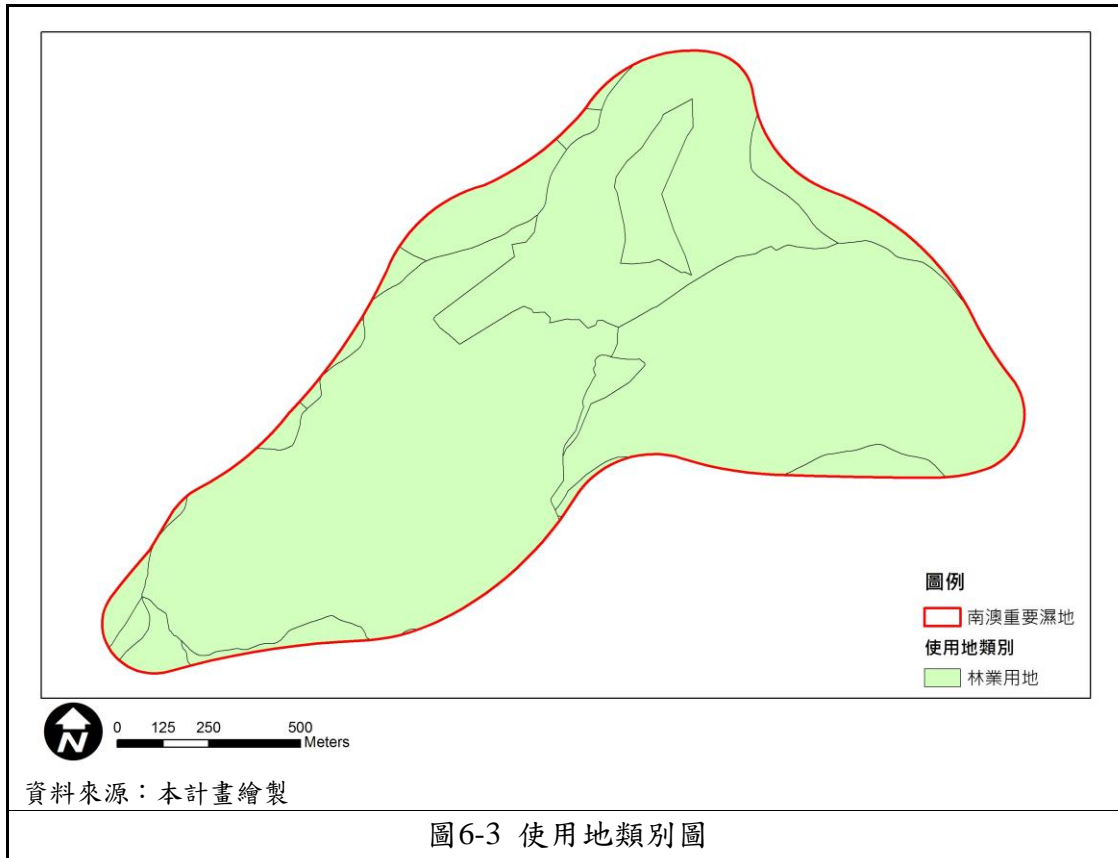 圖例
南澳重要濕地
使用地類別
林業用地
N
0 125 250 500
Meters
資料來源：本計畫繪製
圖6-3 使用地類別圖